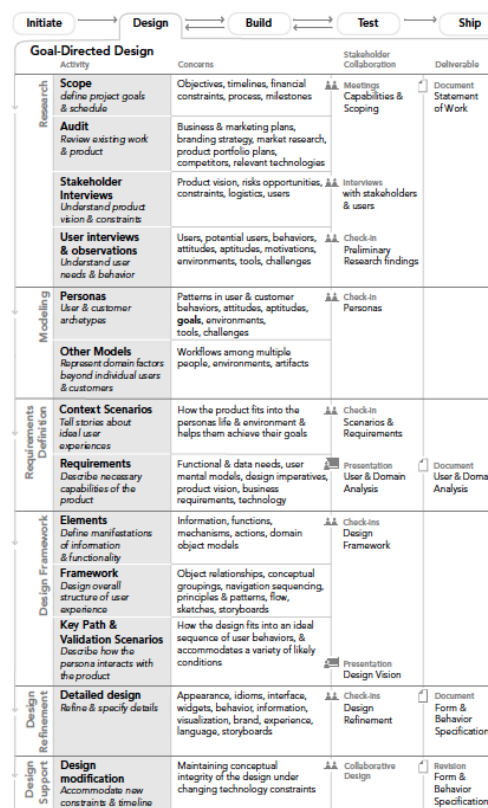 Initiate
Design
Build
Test
Ship
Goal-Directed Design
Activity
Concerns
Stakeholder
Collaboration
Deliverable
Research
Scope
define project goals
& schedule
Objectives, timelines, financial
constraints, process, milestones
Meetings
Capabilities &
Scoping
Document
Statement
of Work
Audit
Review existing work
& product
Business & marketing plans,
branding strategy, market research,
product portfolio plans,
competitors, relevant technologies
Stakeholder
Interviews
Understand product
vision & constraints
Product vision, risks opportunities,
constraints, logistics, users
Interviews
with stakeholders
& users
User interviews
& observations
Understand user
needs & behavior
Users, potential users, behaviors,
attitudes, aptitudes, motivations,
environments, tools, challenges
Check-In
Preliminary
Research findings
Modeling
Personas
User & customer
archetypes
Patterns in user & customer
behaviors, attitudes, aptitudes,
goals, environments,
tools, challenges
Check-In
Personas
Other Models
Represent domain factors
beyond individual users
& customers
Workflows among multiple
people, environments, artifacts
Requirements
Definition
Context Scenarios
Tell stories about
ideal user
experiences
How the product fits into the
personas life & environment &
helps them achieve their goals
Check-In
Scenarios &
Requirements
Requirements
Describe necessary
capabilities of the
product
Functional & data needs, user
mental models, design imperatives,
product vision, business
requirements, technology
Presentation
User & Domain
Analysis
Document
User & Doma
Analysis
Design Framework
Elements
Define manifestations
of information
& functionality
Information, functions,
mechanisms, actions, domain
object models
Check-Ins
Design
Framework
Framework
Design overall
structure of user
experience
Object relationships, conceptual
groupings, navigation sequencing,
principles & patterns, flow,
sketches, storyboards
Key Path &
Validation Scenarios
Describe how the
persona interacts with
the product
How the design fits into an ideal
sequence of user behaviors, &
accommodates a variety of likely
conditions
Presentation
Design Vision
Design
Refinement
Detailed design
Refine & specify details
Appearance, idioms, interface,
widgets, behavior, information,
visualization, brand, experience,
language, storyboards
Check-Ins
Design
Refinement
Document
Form &
Behavior
Specification
Design
Support
Design
modification
Accommodate new
constraints & timeline
Maintaining conceptual
integrity of the design under
changing technology constraints
Collaborative
Design
Revision
Form &
Behavior
Specification